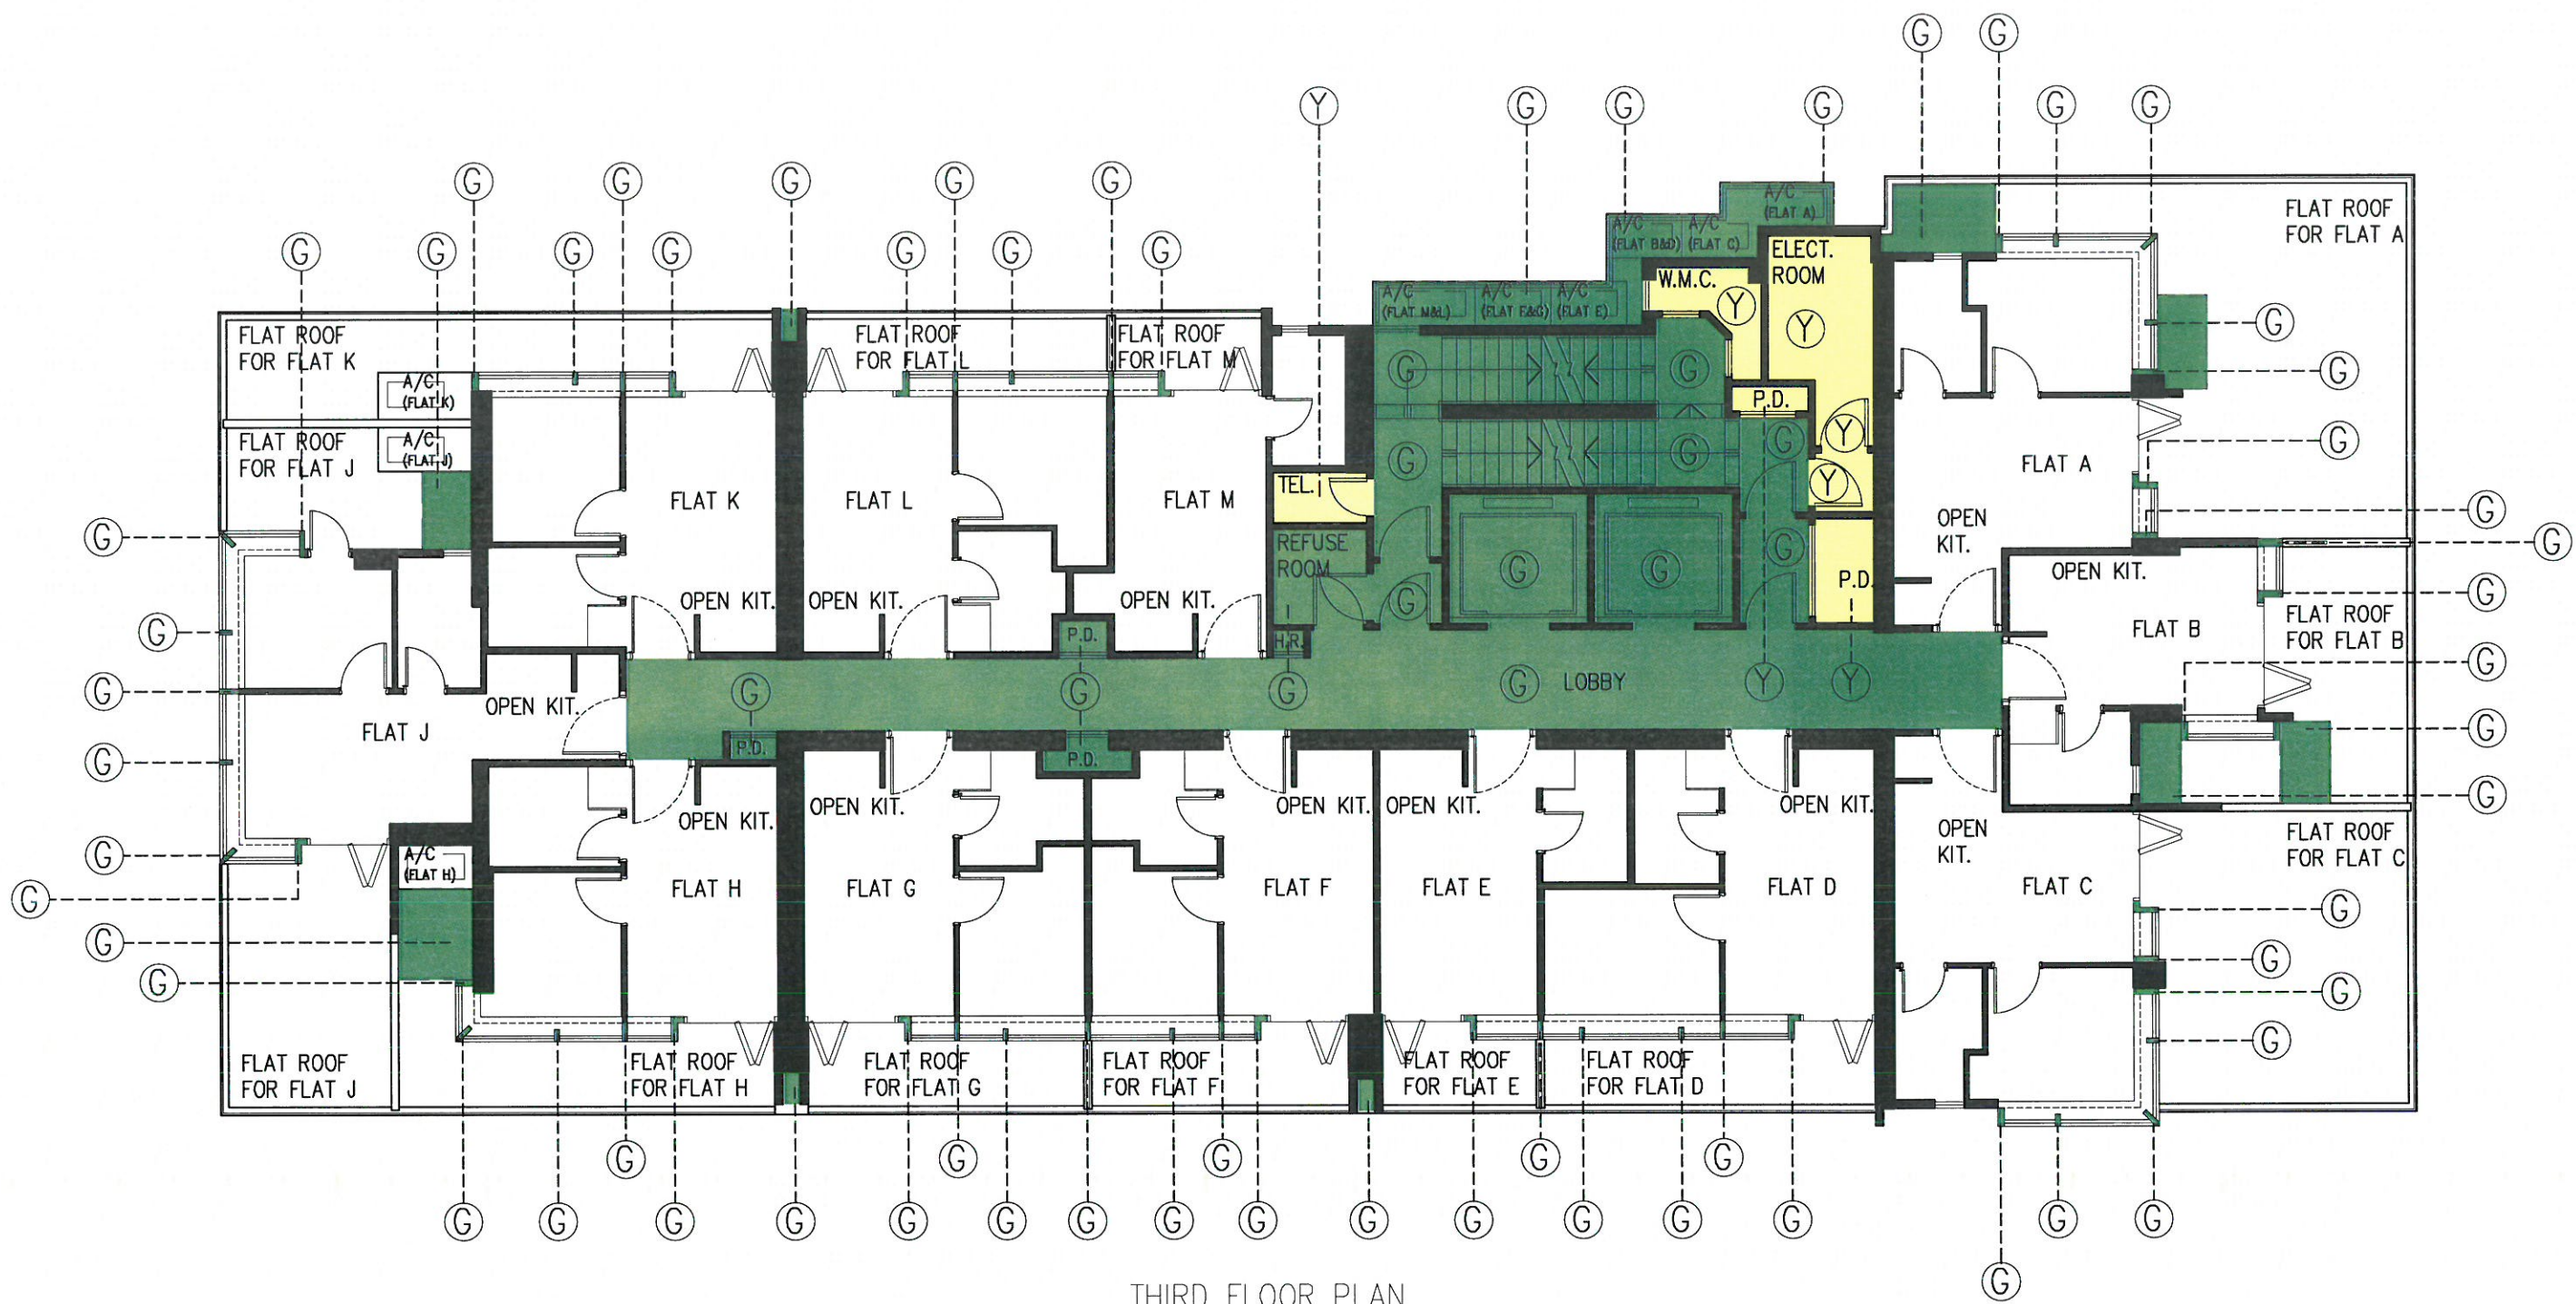 G G
Y G G G G G
G G G G G
G G G G G G G G
A/C
(FLAT A)
FLAT ROOF
FOR FLAT A
A/C
(FLAT B&D)
A/C
(FLAT C)
ELECT.
ROOM
W.M.C.
Y
Y
A/C
(FLAT M&L)
A/C
(FLAT F&G)
A/C
(FLAT E)
G
FLAT ROOF
FOR FLAT K
FLAT ROOF
FOR FLAT L
FLAT ROOF
FOR FLAT M
G
G
G
A/C
(FLAT K)
P.D.
FLAT ROOF
FOR FLAT J
A/C
(FLAT J)
G
G
G
Y
G
FLAT A
TEL.
Y
FLAT K
FLAT L
FLAT M
G
OPEN
KIT.
G
G
REFUSE
ROOM
G
G
G
G
P.D.
OPEN KIT.
G
G
OPEN KIT.
OPEN KIT.
OPEN KIT.
FLAT ROOF
FOR FLAT B
FLAT B
G
P.D.
H.R.
G
G
G
G
G
G
LOBBY
Y
Y
OPEN KIT.
FLAT J
G
P.D.
P.D.
G
G
OPEN KIT.
OPEN KIT.
OPEN KIT.
OPEN KIT.
OPEN KIT.
OPEN
KIT.
FLAT ROOF
FOR FLAT C
G
A/C
(FLAT H)
FLAT H
FLAT G
FLAT F
FLAT E
FLAT D
FLAT C
G
G
G
G
G
G
G
FLAT ROOF
FOR FLAT J
FLAT ROOF
FOR FLAT H
FLAT ROOF
FOR FLAT G
FLAT ROOF
FOR FLAT F
FLAT ROOF
FOR FLAT E
FLAT ROOF
FOR FLAT D
G G G G G
G G G G G G G G G G G G G G G G
G
THIRD FLOOR PLAN